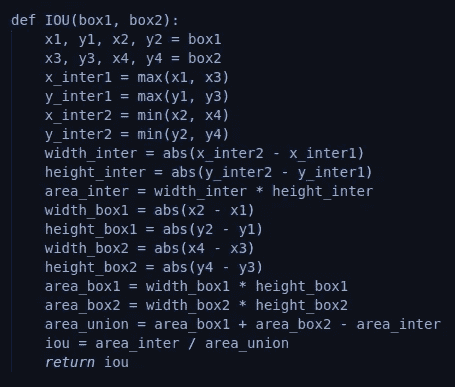 def IOU(box1, box2):
    x1, y1, x2, y2 = box1
    x3, y3, x4, y4 = box2
    x_inter1 = max(x1, x3)
    y_inter1 = max(y1, y3)
    x_inter2 = min(x2, x4)
    y_inter2 = min(y2, y4)
    width_inter = abs(x_inter2 - x_inter1)
    height_inter = abs(y_inter2 - y_inter1)
    area_inter = width_inter * height_inter
    width_box1 = abs(x2 - x1)
    height_box1 = abs(y2 - y1)
    width_box2 = abs(x4 - x3)
    height_box2 = abs(y4 - y3)
    area_box1 = width_box1 * height_box1
    area_box2 = width_box2 * height_box2
    area_union = area_box1 + area_box2 - area_inter
    iou = area_inter / area_union
    return iou